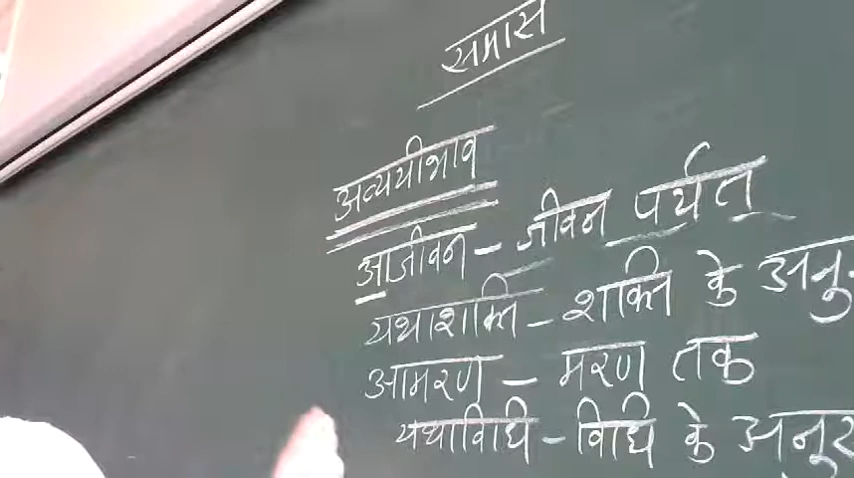 समास
अव्ययीभाव
आजीवन - जीवन पर्यंत
यथाशक्ति - शक्ति के
आमरण - मरण तक
यथाविधि - विधि के